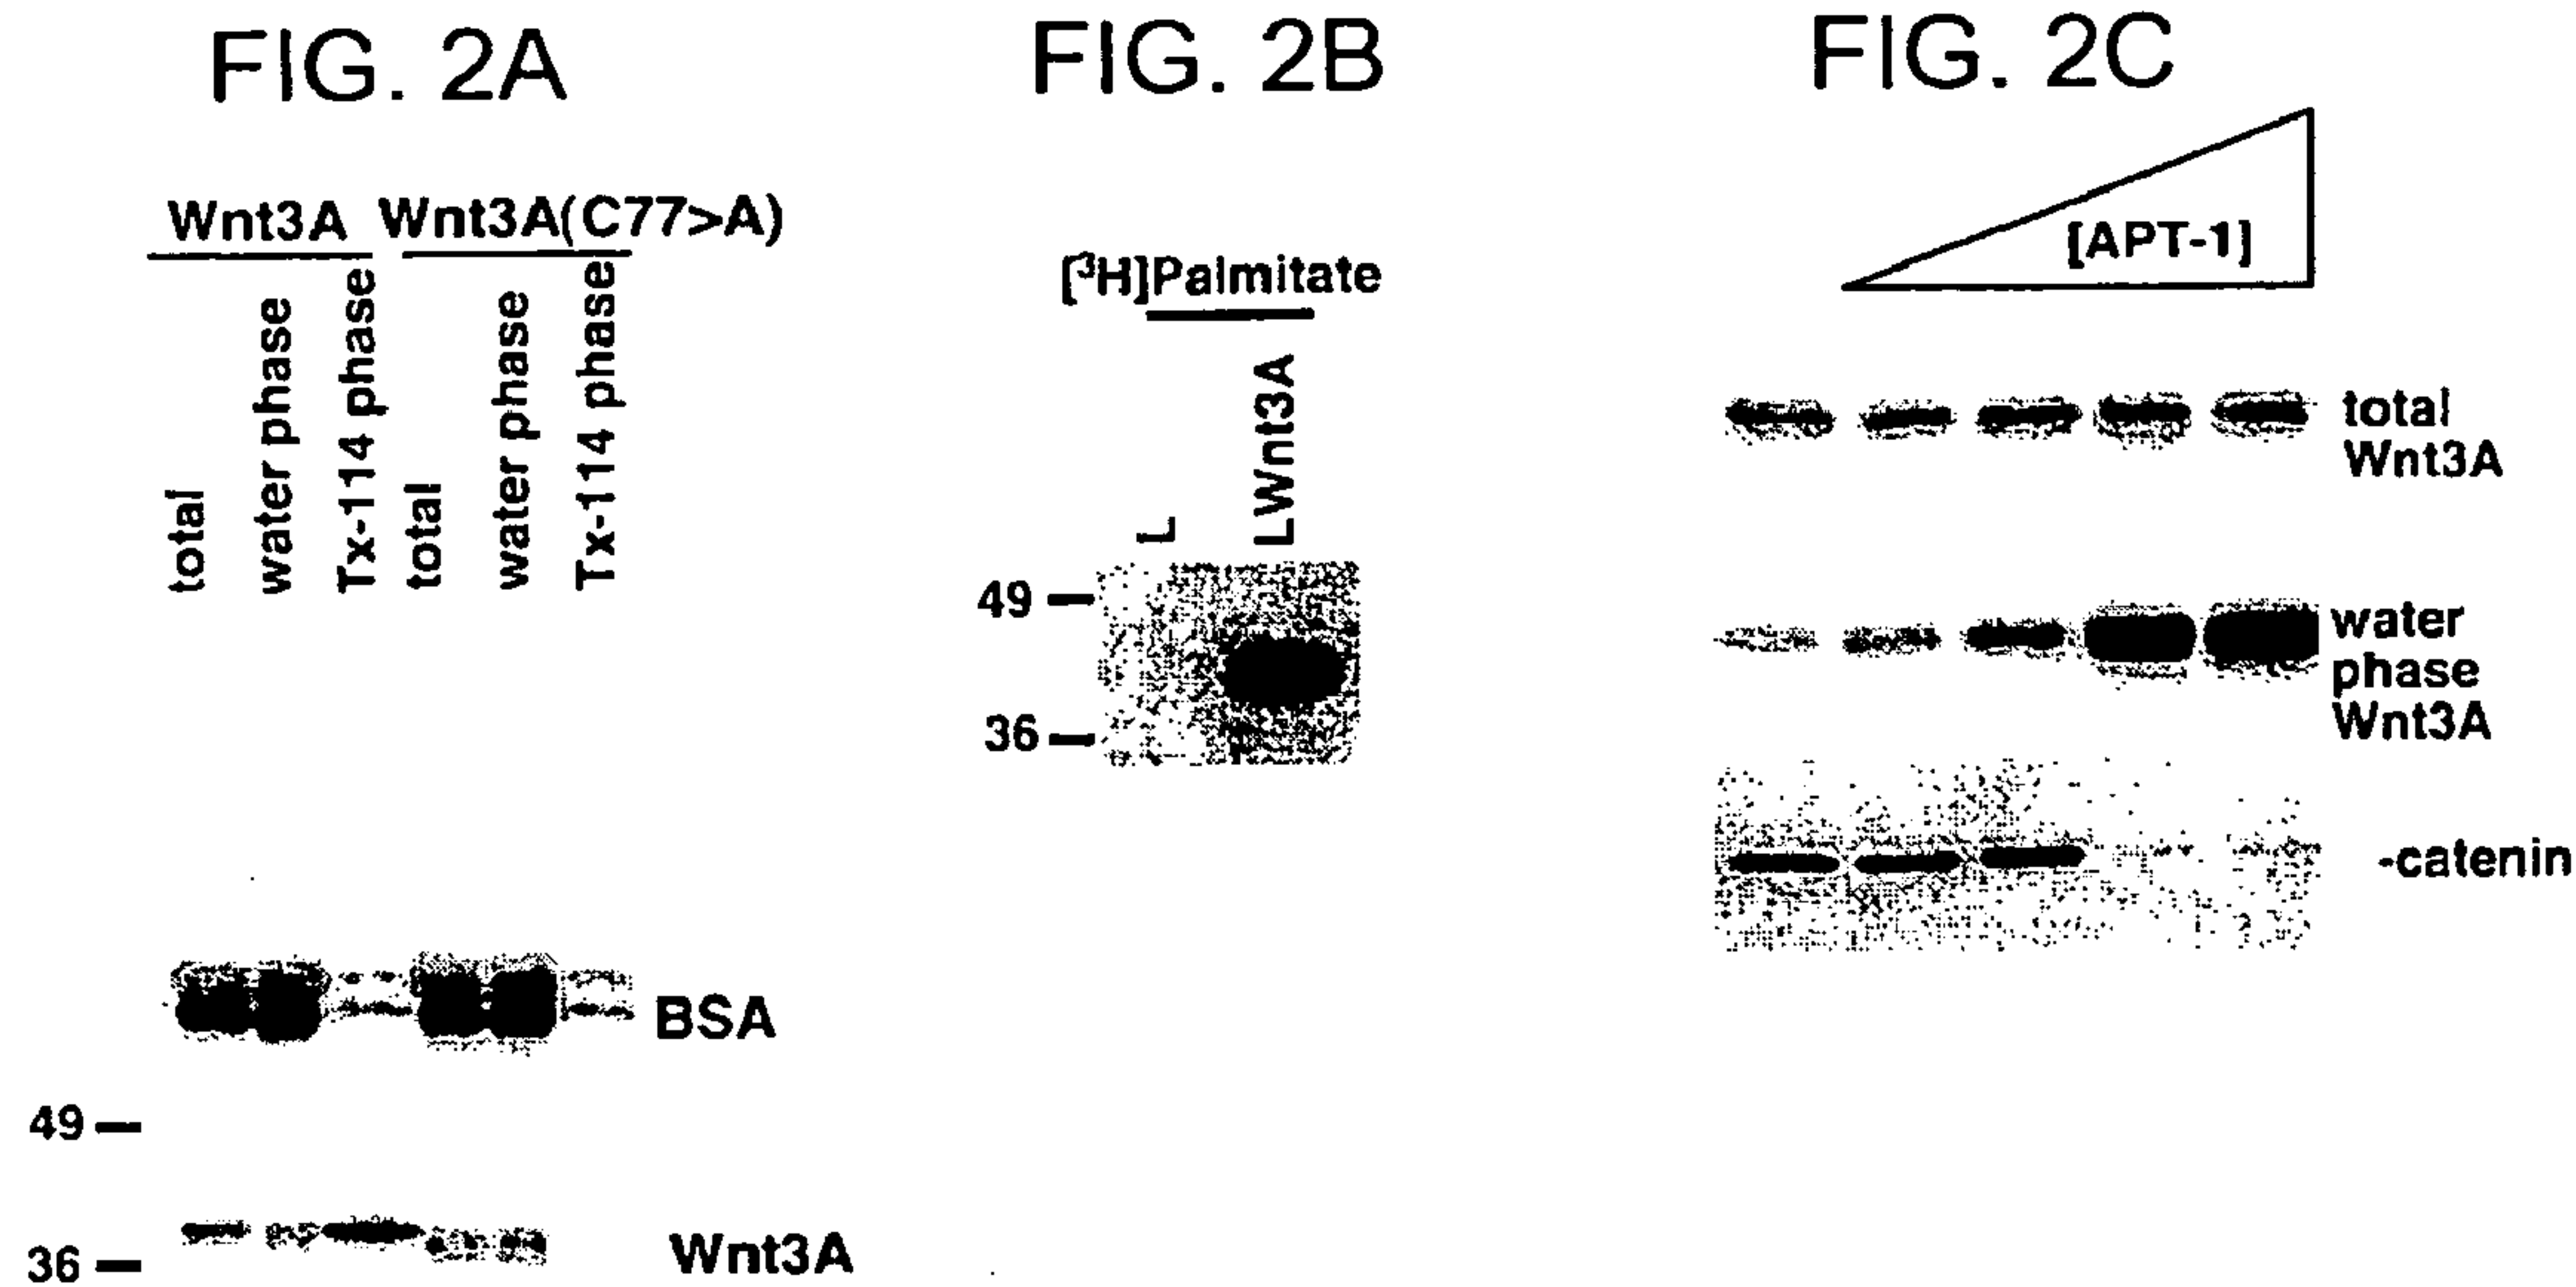 FIG. 2A
Wnt3A Wnt3A(C77>A)
total
water phase
Tx-114 phase
total
water phase
Tx-114 phase
BSA
49
Wnt3A
36
FIG. 2B
[³H]Palmitate
L
LWnt3A
49
36
FIG. 2C
[APT-1]
total
Wnt3A
water
phase
Wnt3A
-catenin